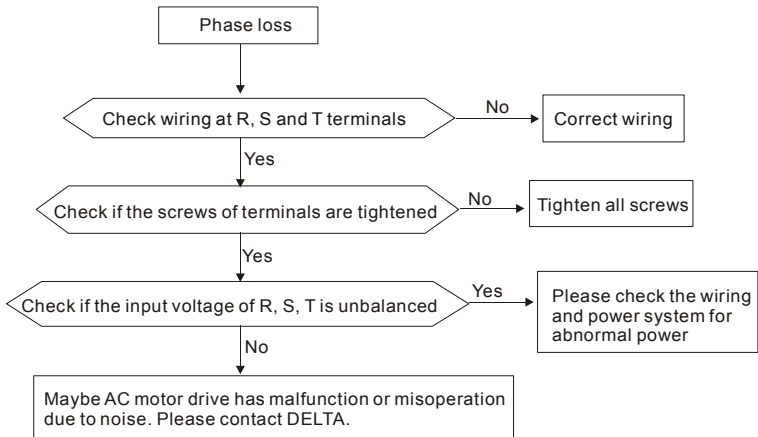 Phase loss
Check wiring at R, S and T terminals
No
Correct wiring
Yes
Check if the screws of terminals are tightened
No
Tighten all screws
Yes
Check if the input voltage of R, S, T is unbalanced
Yes
Please check the wiring
and power system for
abnormal power
No
Maybe AC motor drive has malfunction or misoperation
due to noise. Please contact DELTA.